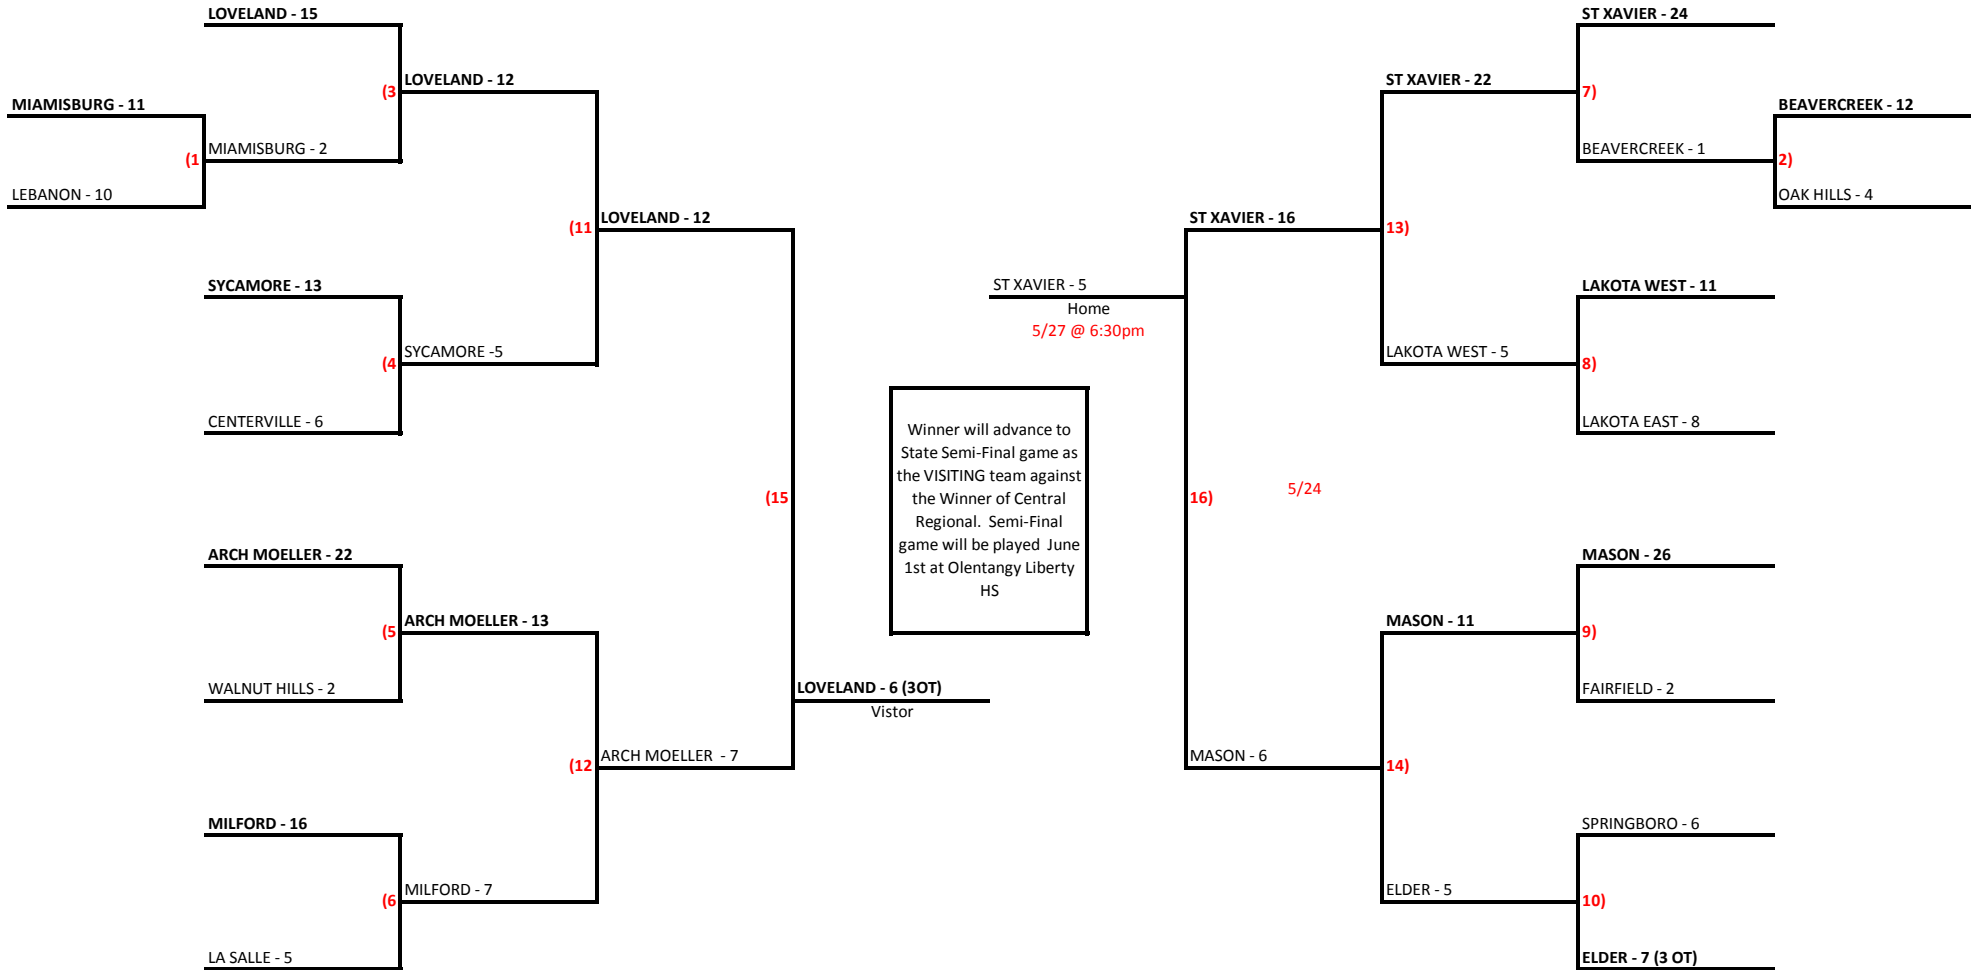 LOVELAND - 15
ST XAVIER - 24
(3
LOVELAND - 12
ST XAVIER - 22
7)
MIAMISBURG - 11
BEAVERCREEK - 12
(1
MIAMISBURG - 2
BEAVERCREEK - 1
2)
LEBANON - 10
OAK HILLS - 4
(11
LOVELAND - 12
ST XAVIER - 16
13)
SYCAMORE - 13
ST XAVIER - 5
LAKOTA WEST - 11
Home
5/27 @ 6:30pm
(4
SYCAMORE -5
LAKOTA WEST - 5
8)
CENTERVILLE - 6
LAKOTA EAST - 8
Winner will advance to
State Semi-Final game as
the VISITING team against
the Winner of Central
Regional. Semi-Final
game will be played June
1st at Olentangy Liberty
HS
(15
16)
5/24
ARCH MOELLER - 22
MASON - 26
(5
ARCH MOELLER - 13
MASON - 11
9)
WALNUT HILLS - 2
LOVELAND - 6 (3OT)
FAIRFIELD - 2
Vistor
(12
ARCH MOELLER - 7
MASON - 6
14)
MILFORD - 16
SPRINGBORO - 6
(6
MILFORD - 7
ELDER - 5
10)
LA SALLE - 5
ELDER - 7 (3 OT)